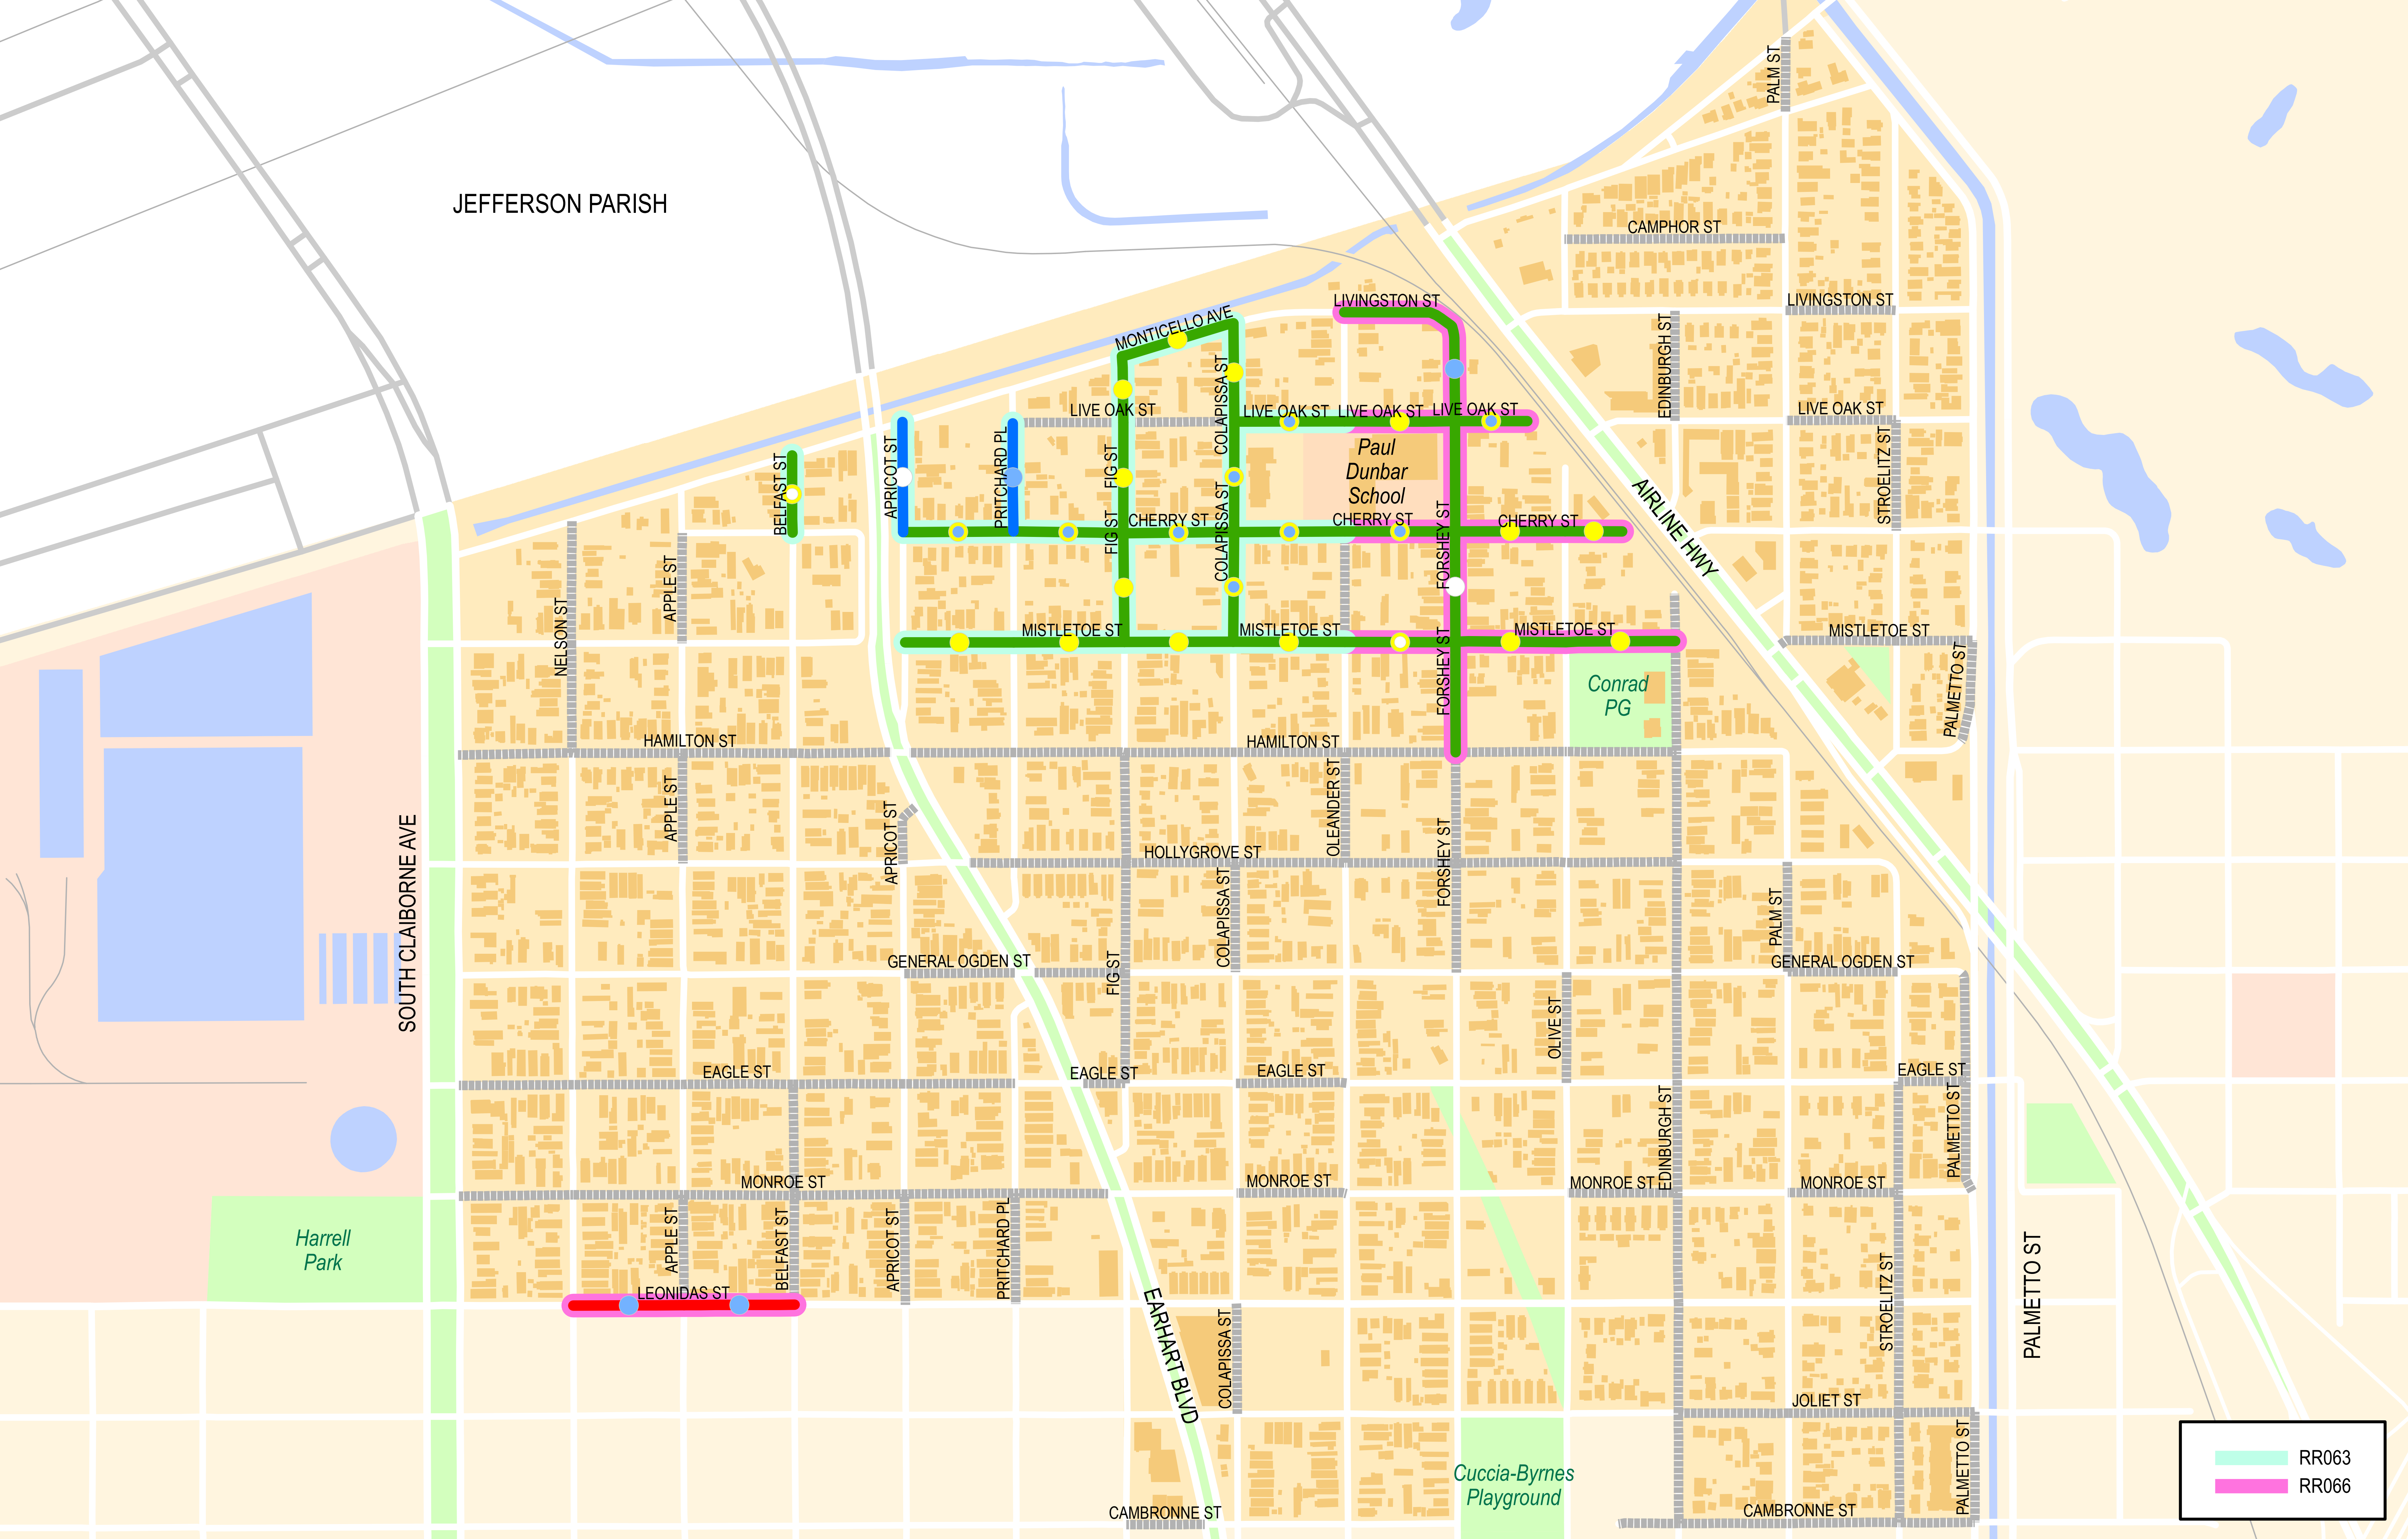 PALM ST
JEFFERSON PARISH
CAMPHOR ST
LIVINGSTON ST
LIVINGSTON ST
MONTICELLO AVE
EDINBURGH ST
COLAPISSA ST
LIVE OAK ST
LIVE OAK ST
LIVE OAK ST
LIVE OAK ST
LIVE OAK ST
APRICOT ST
PRITCHARD PL
FIG ST
Paul
Dunbar
School
STROELITZ ST
BELFAST ST
AIRLINE HWY
CHERRY ST
CHERRY ST
CHERRY ST
FIG ST
COLAPISSA ST
FORSHEY ST
NELSON ST
APPLE ST
MISTLETOE ST
MISTLETOE ST
MISTLETOE ST
MISTLETOE ST
FORSHEY ST
Conrad
PG
PALMETTO ST
HAMILTON ST
HAMILTON ST
APPLE ST
APRICOT ST
OLEANDER ST
FORSHEY ST
HOLLYGROVE ST
SOUTH CLAIBORNE AVE
COLAPISSA ST
PALM ST
GENERAL OGDEN ST
FIG ST
GENERAL OGDEN ST
OLIVE ST
EAGLE ST
EAGLE ST
EAGLE ST
EAGLE ST
EDINBURGH ST
PALMETTO ST
MONROE ST
MONROE ST
MONROE ST
MONROE ST
Harrell
Park
APPLE ST
BELFAST ST
APRICOT ST
PRITCHARD PL
STROELITZ ST
PALMETTO ST
LEONIDAS ST
EARHART BLVD
COLAPISSA ST
JOLIET ST
PALMETTO ST
Cuccia-Byrnes
Playground
CAMBRONNE ST
CAMBRONNE ST
RR063
RR066